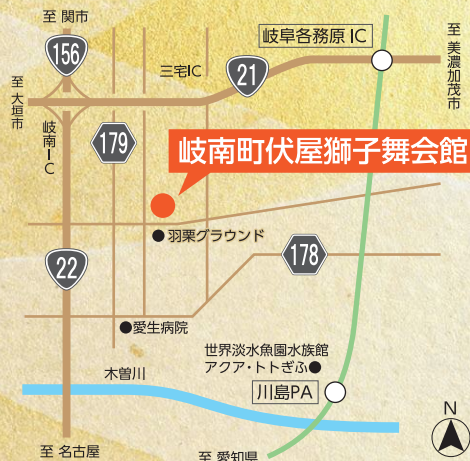 至 関市
156
三宅IC
21
岐阜各務原 IC
至 美濃加茂市
至 大垣市
岐南IC
179
岐南町伏屋獅子舞会館
羽栗グラウンド
22
178
愛生病院
世界淡水魚園水族館
アクア・トトぎふ
木曽川
川島PA
至 名古屋
至 愛知県
N